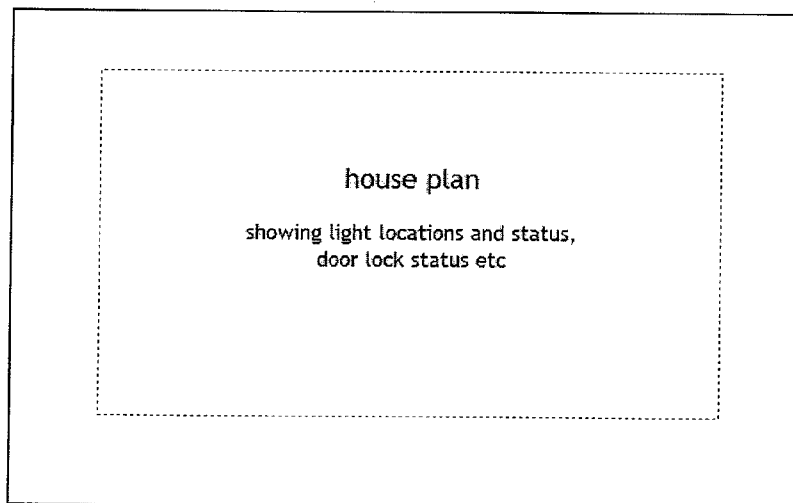 house plan
showing light locations and status,
door lock status etc